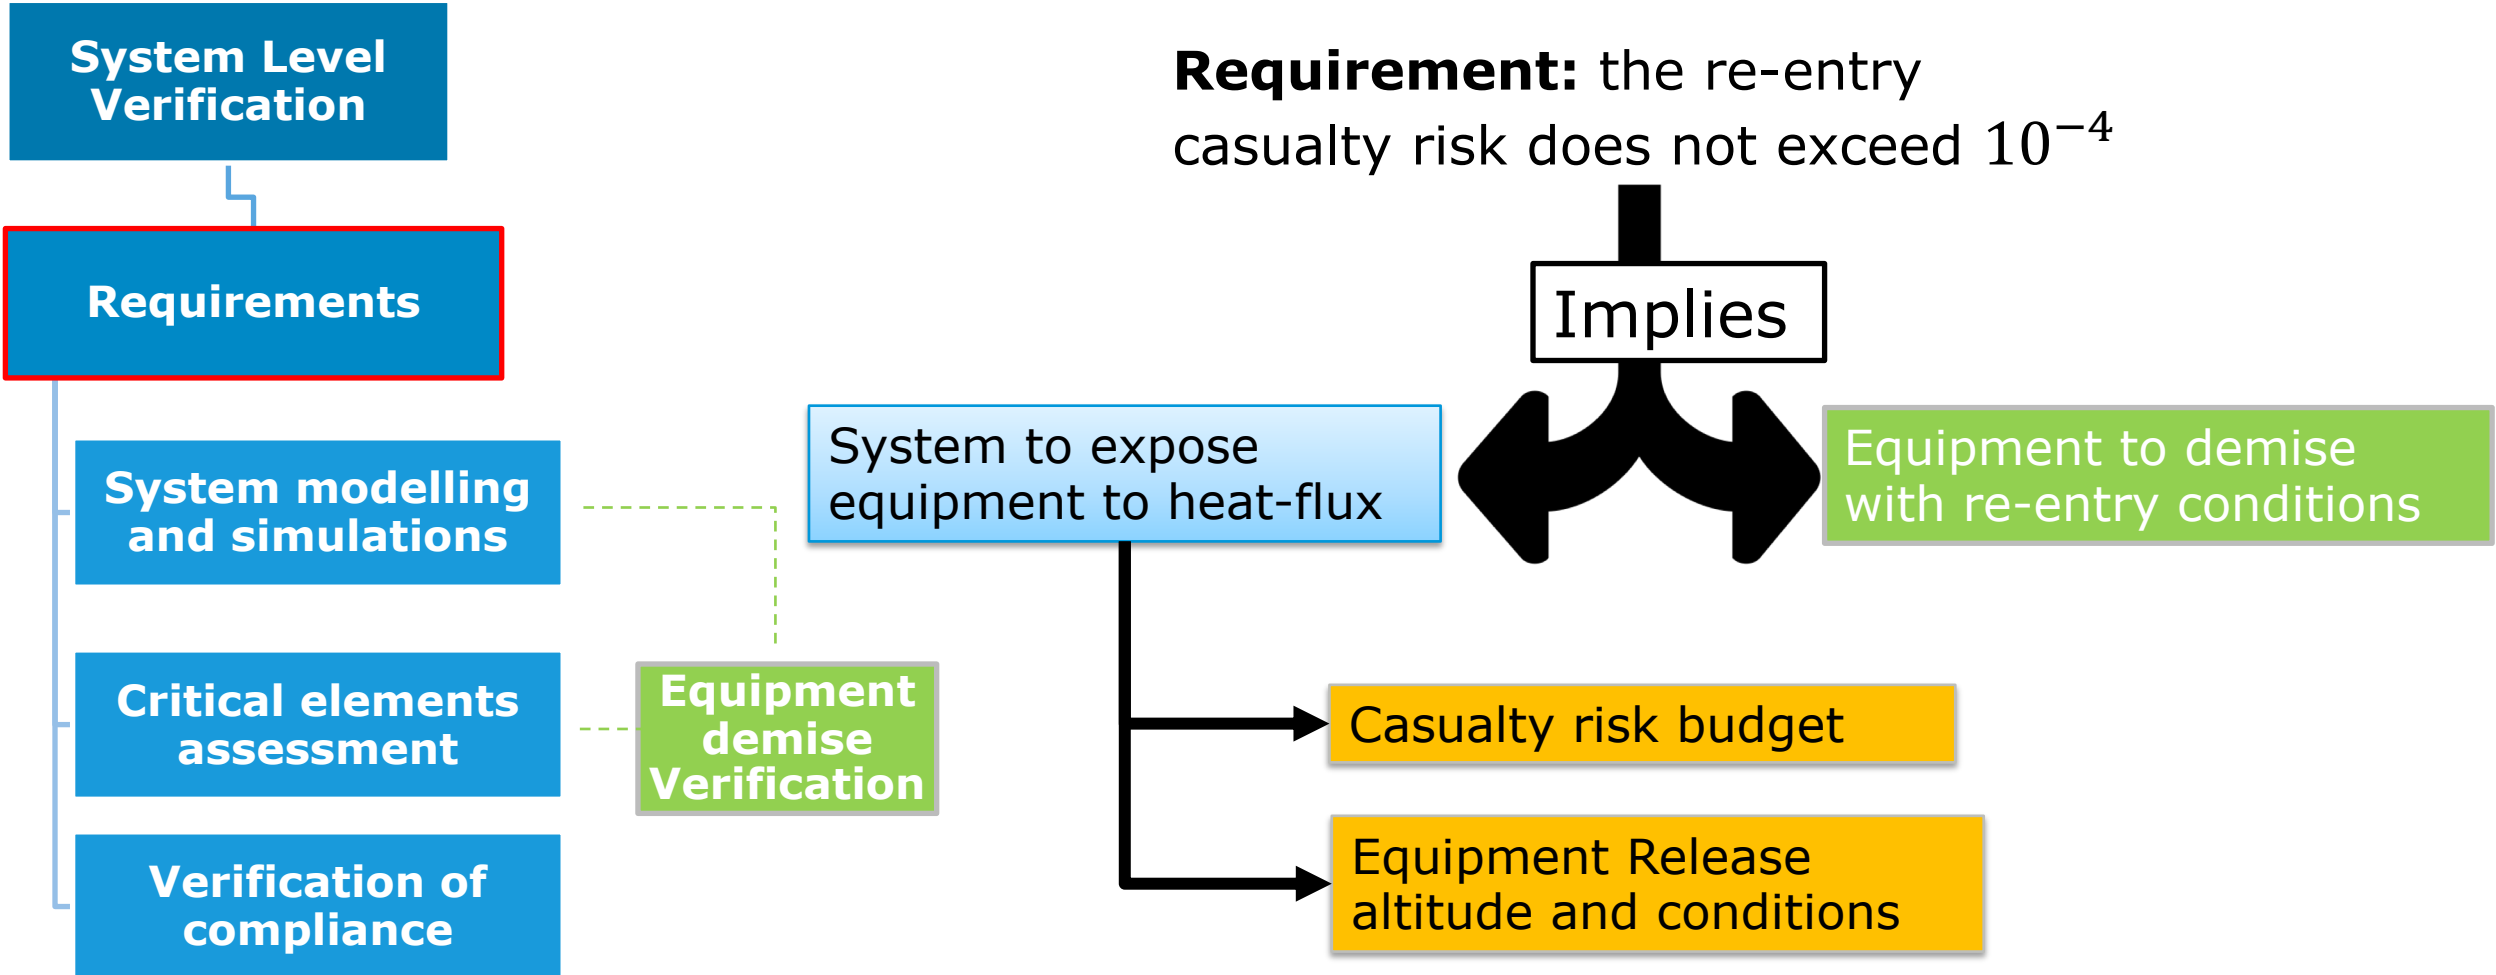 System Level
Verification
Requirements
System modelling
and simulations
Critical elements
assessment
Verification of
compliance
Equipment
demise
Verification
Requirement: the re-entry
casualty risk does not exceed 10⁻⁴
Implies
System to expose
equipment to heat-flux
Equipment to demise
with re-entry conditions
Casualty risk budget
Equipment Release
altitude and conditions